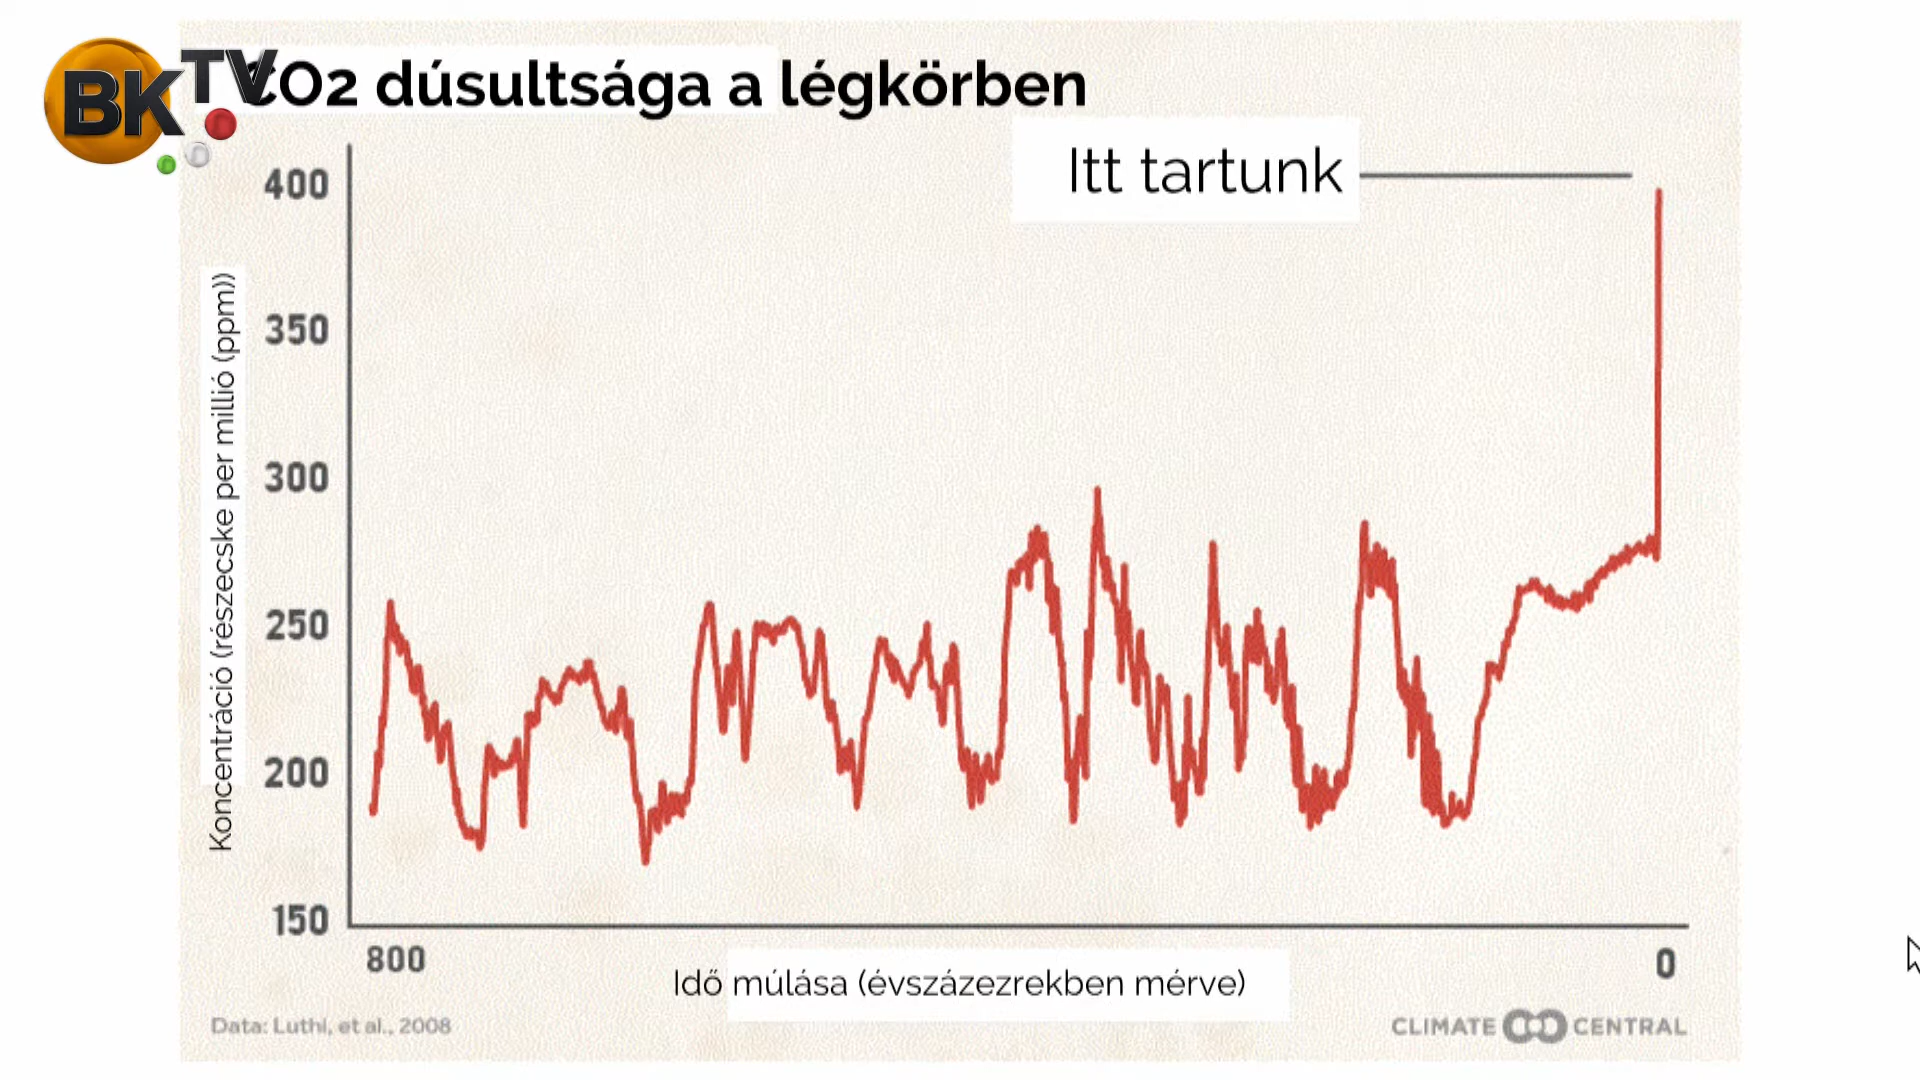 BKTV
CO2 dúsultsága a légkörben
Itt tartunk
400
350
300
250
200
150
Koncentráció (részecske per millió (ppm))
800
0
Idő múlása (évszázezrekben mérve)
Data: Luthi, et al., 2008
CLIMATE CENTRAL